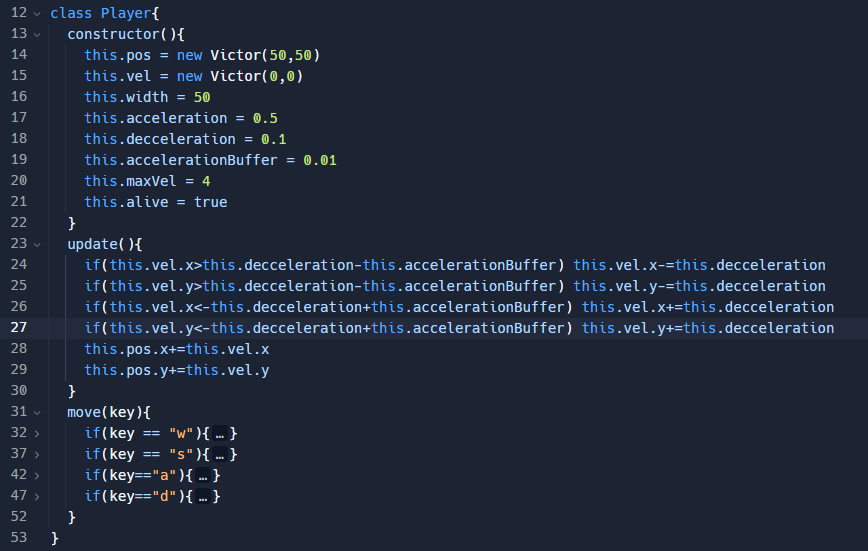 12 class Player{
13 constructor(){
14 this.pos = new Victor(50,50)
15 this.vel = new Victor(0,0)
16 this.width = 50
17 this.acceleration = 0.5
18 this.decceleration = 0.1
19 this.accelerationBuffer = 0.01
20 this.maxVel = 4
21 this.alive = true
22 }
23 update(){
24 if(this.vel.x>this.decceleration-this.accelerationBuffer) this.vel.x-=this.decceleration
25 if(this.vel.y>this.decceleration-this.accelerationBuffer) this.vel.y-=this.decceleration
26 if(this.vel.x<-this.decceleration+this.accelerationBuffer) this.vel.x+=this.decceleration
27 if(this.vel.y<-this.decceleration+this.accelerationBuffer) this.vel.y+=this.decceleration
28 this.pos.x+=this.vel.x
29 this.pos.y+=this.vel.y
30 }
31 move(key){
32 if(key == "w"){…}
37 if(key == "s"){…}
42 if(key=="a"){…}
47 if(key=="d"){…}
52 }
53 }